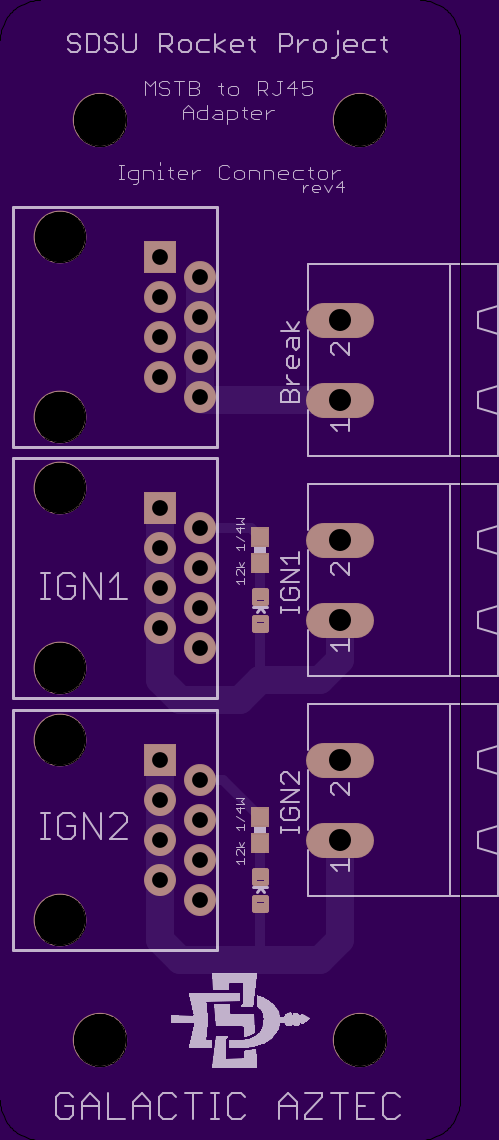 SDSU Rocket Project
MSTB to RJ45
Adapter
Igniter Connector
rev4
Break
2
1
IGN1
12k 1/4W
IGN1
2
1
IGN2
12k 1/4W
IGN2
2
1
GALACTIC AZTEC